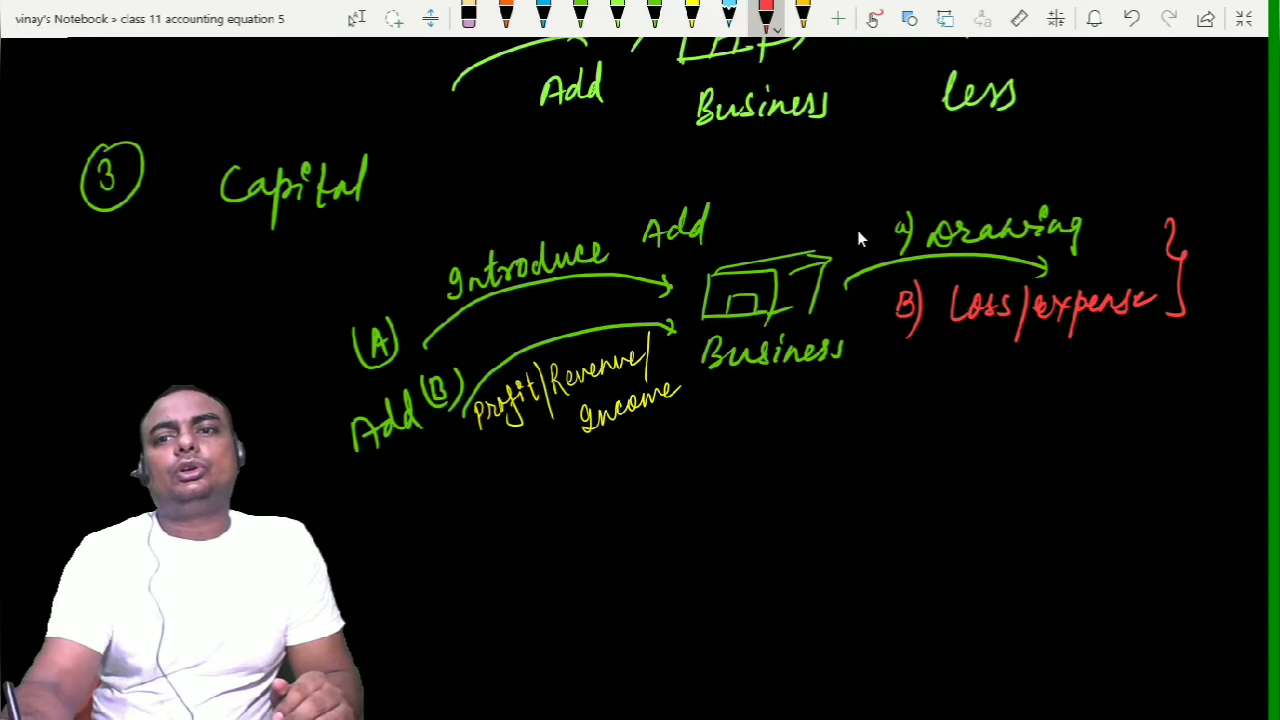 vinay's Notebook > class 11 accounting equation 5
Add
Business
less
3
Capital
Introduce
Add
a) Drawing
(A)
B) Loss/expense
Business
Add (B)
Profit/Revenue/
Income